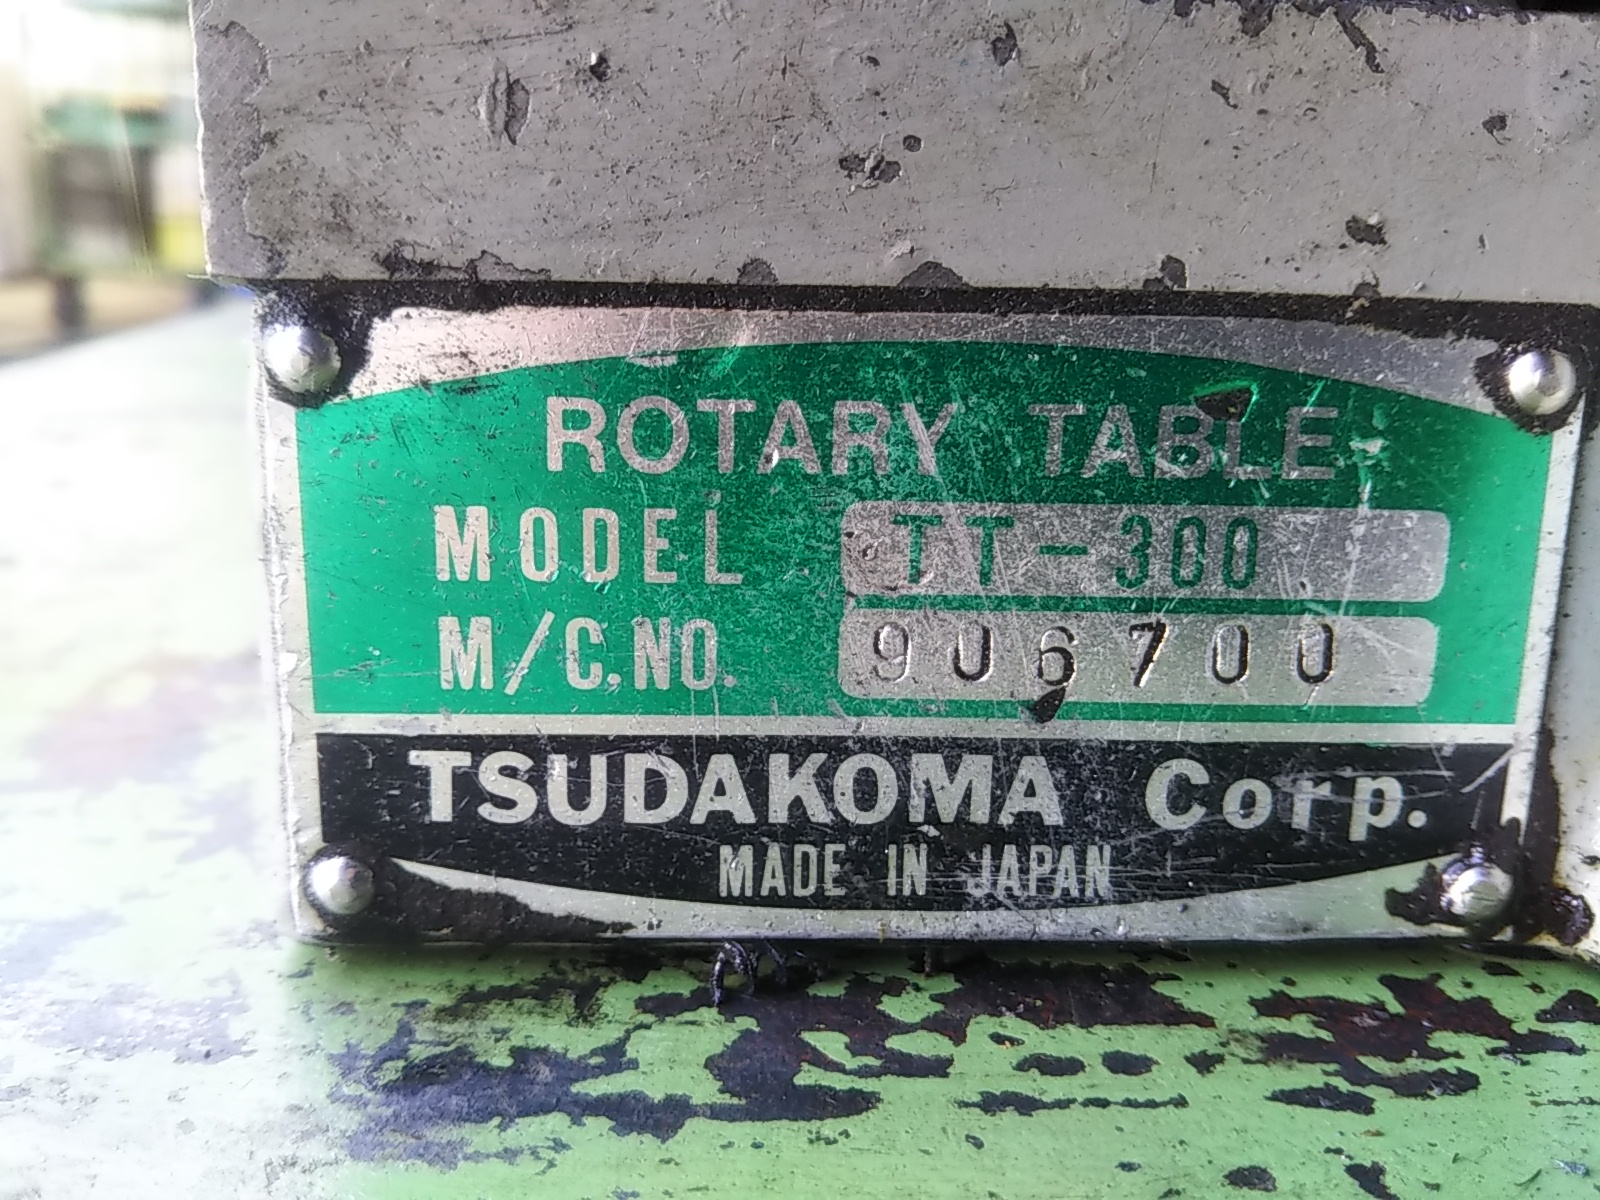 ROTARY TABLE
MODEL TT-300
M/C.NO. 906700
TSUDAKOMA Corp.
MADE IN JAPAN